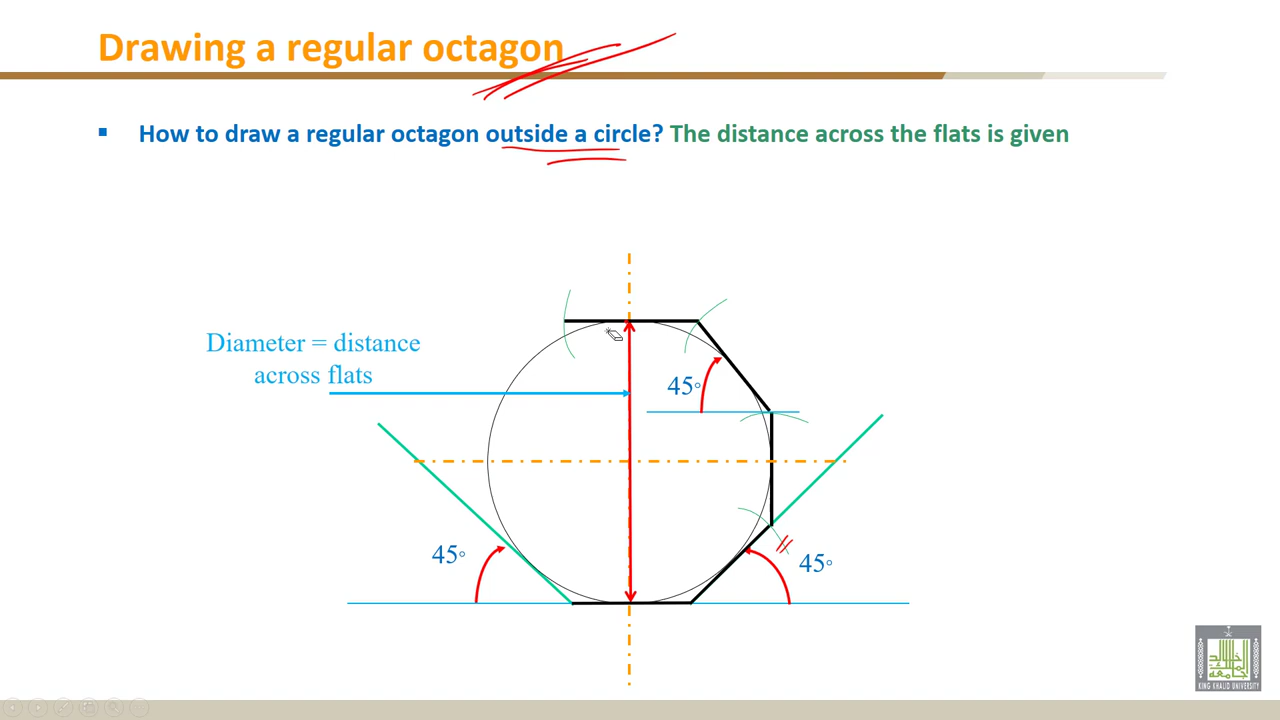 Drawing a regular octagon
▪ How to draw a regular octagon outside a circle? The distance across the flats is given
Diameter = distance
across flats
45°
45°
45°
KING KHALID UNIVERSITY